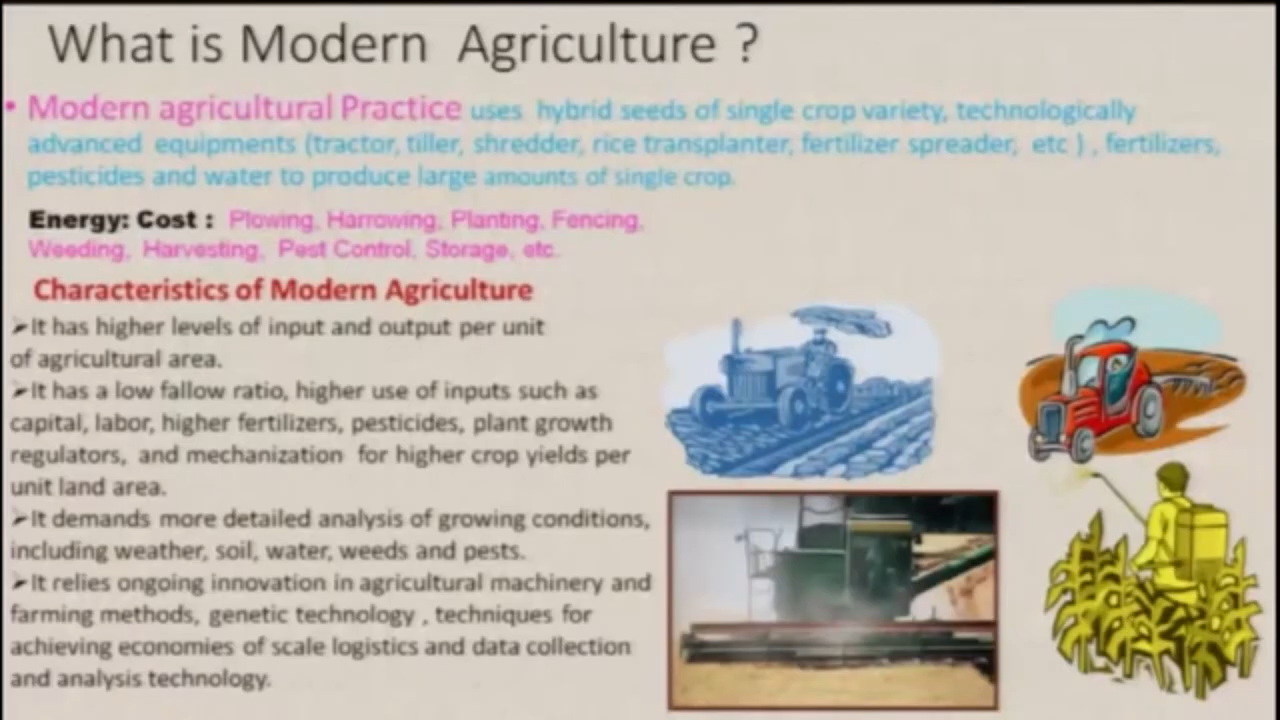 What is Modern Agriculture ?
• Modern agricultural Practice uses hybrid seeds of single crop variety, technologically
advanced equipments (tractor, tiller, shredder, rice transplanter, fertilizer spreader, etc ) , fertilizers,
pesticides and water to produce large amounts of single crop.
Energy: Cost : Plowing, Harrowing, Planting, Fencing,
Weeding, Harvesting, Pest Control, Storage, etc.
Characteristics of Modern Agriculture
➤It has higher levels of input and output per unit
of agricultural area.
➤It has a low fallow ratio, higher use of inputs such as
capital, labor, higher fertilizers, pesticides, plant growth
regulators, and mechanization for higher crop yields per
unit land area.
➤It demands more detailed analysis of growing conditions,
including weather, soil, water, weeds and pests.
➤It relies ongoing innovation in agricultural machinery and
farming methods, genetic technology , techniques for
achieving economies of scale logistics and data collection
and analysis technology.